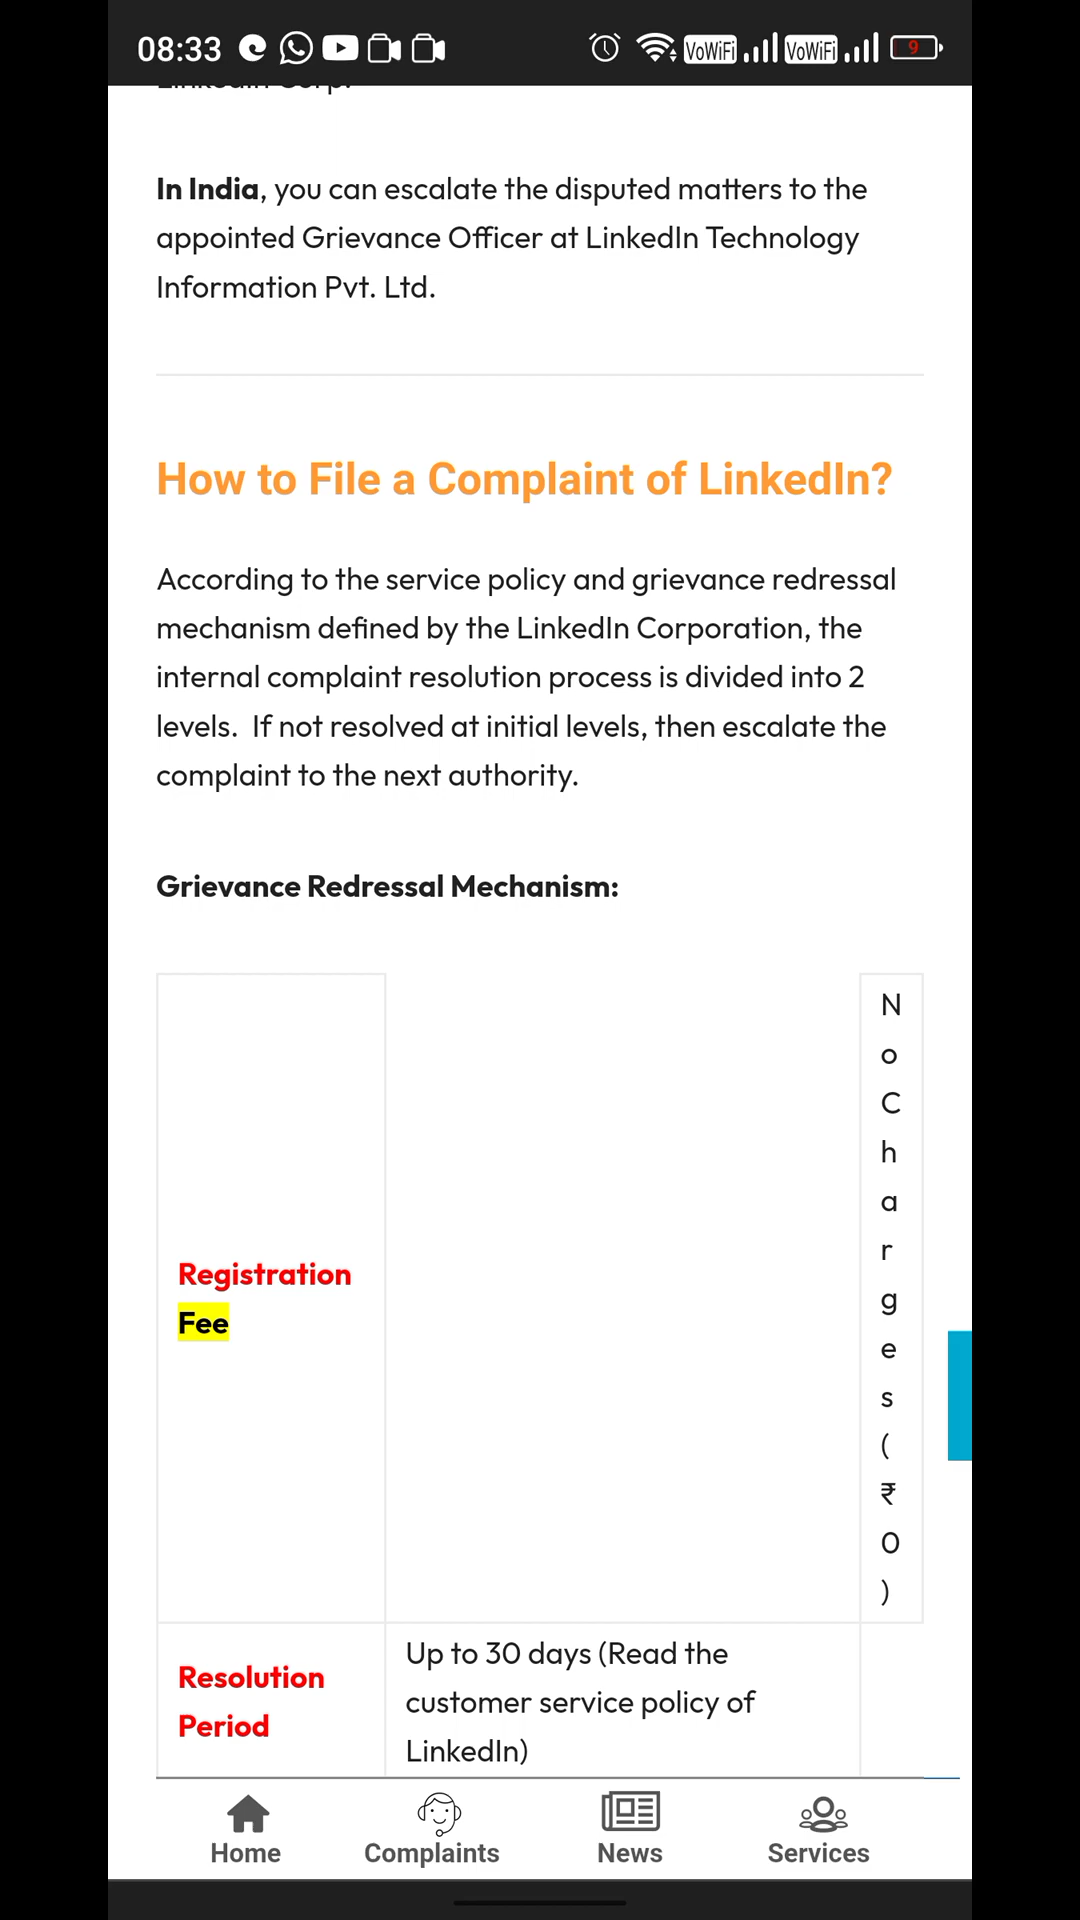 08:33
VoWiFi
VoWiFi
9
LinkedIn Corp.
In India, you can escalate the disputed matters to the
appointed Grievance Officer at LinkedIn Technology
Information Pvt. Ltd.
How to File a Complaint of LinkedIn?
According to the service policy and grievance redressal
mechanism defined by the LinkedIn Corporation, the
internal complaint resolution process is divided into 2
levels.  If not resolved at initial levels, then escalate the
complaint to the next authority.
Grievance Redressal Mechanism:
Registration
Fee
N
o
C
h
a
r
g
e
s
(
₹
0
)
Resolution
Period
Up to 30 days (Read the
customer service policy of
LinkedIn)
Home
Complaints
News
Services